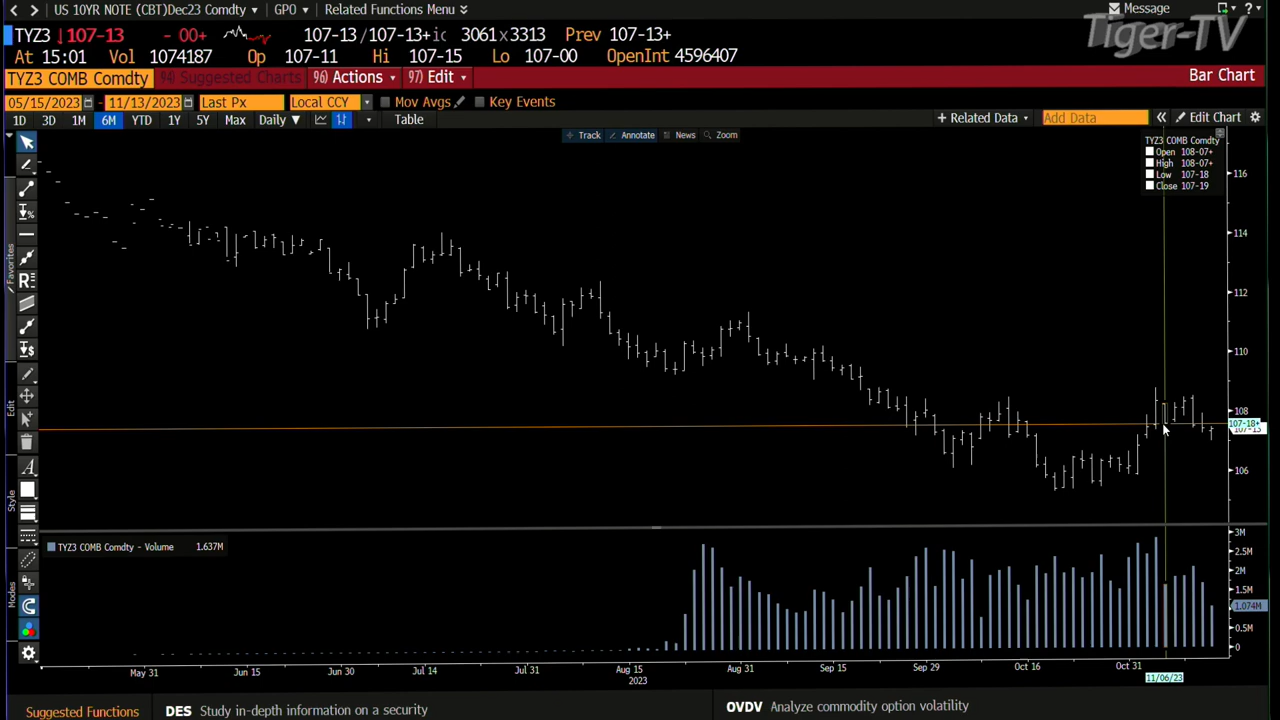 US 10YR NOTE (CBT)Dec23 Comdty GPO Related Functions Menu Message
Tiger-TV
TYZ3 ↓107-13 - 00+ 107-13 /107-13+ic 3061x3313 Prev 107-13+
At 15:01 Vol 1074187 Op 107-11 Hi 107-15 Lo 107-00 OpenInt 4596407
TYZ3 COMB Comdty 94) Suggested Charts 96) Actions 97) Edit Bar Chart
05/15/2023 - 11/13/2023 Last Px Local CCY Mov Avgs Key Events
1D 3D 1M 6M YTD 1Y 5Y Max Daily ▼ Table + Related Data Add Data « Edit Chart
Track Annotate News Zoom
TYZ3 COMB Comdty
Open 108-07+
High 108-07+
Low 107-18
Close 107-19
116
114
112
110
108
107-18+
106
Favorites
Edit
Style
Modes
TYZ3 COMB Comdty - Volume 1.637M
3M
2.5M
2M
1.5M
1.074M
0.5M
0
May 31 Jun 15 Jun 30 Jul 14 Jul 31 Aug 15 Aug 31 Sep 15 Sep 29 Oct 16 Oct 31
2023
11/06/23
Suggested Functions DES Study in-depth information on a security OVDV Analyze commodity option volatility